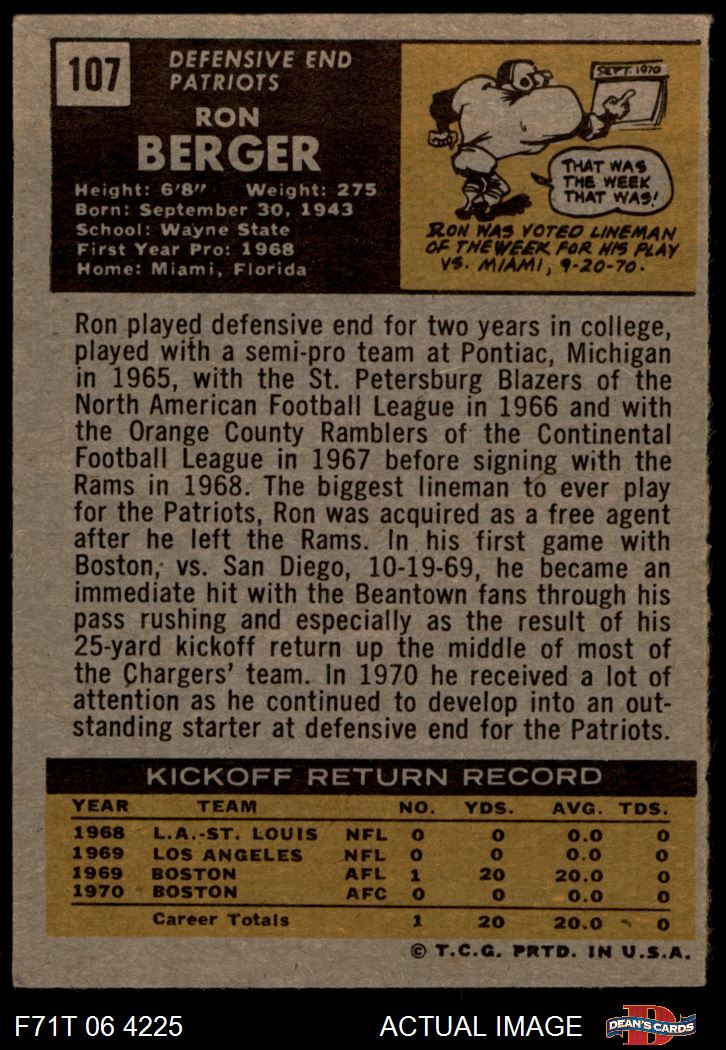 107
DEFENSIVE END
PATRIOTS
RON
BERGER
Height: 6'8" Weight: 275
Born: September 30, 1943
School: Wayne State
First Year Pro: 1968
Home: Miami, Florida
SEPT. 1970
THAT WAS
THE WEEK
THAT WAS!
RON WAS VOTED LINEMAN
OF THE WEEK FOR HIS PLAY
VS. MIAMI, 9-20-70.
Ron played defensive end for two years in college,
played with a semi-pro team at Pontiac, Michigan
in 1965, with the St. Petersburg Blazers of the
North American Football League in 1966 and with
the Orange County Ramblers of the Continental
Football League in 1967 before signing with the
Rams in 1968. The biggest lineman to ever play
for the Patriots, Ron was acquired as a free agent
after he left the Rams. In his first game with
Boston, vs. San Diego, 10-19-69, he became an
immediate hit with the Beantown fans through his
pass rushing and especially as the result of his
25-yard kickoff return up the middle of most of
the Chargers' team. In 1970 he received a lot of
attention as he continued to develop into an out-
standing starter at defensive end for the Patriots.
KICKOFF RETURN RECORD
YEAR TEAM NO. YDS. AVG. TDS.
1968 L.A.-ST. LOUIS NFL 0 0 0.0 0
1969 LOS ANGELES NFL 0 0 0.0 0
1969 BOSTON AFL 1 20 20.0 0
1970 BOSTON AFC 0 0 0.0 0
Career Totals 1 20 20.0 0
© T.C.G. PRTD. IN U.S.A.
F71T 06 4225 ACTUAL IMAGE D DEAN'S CARDS